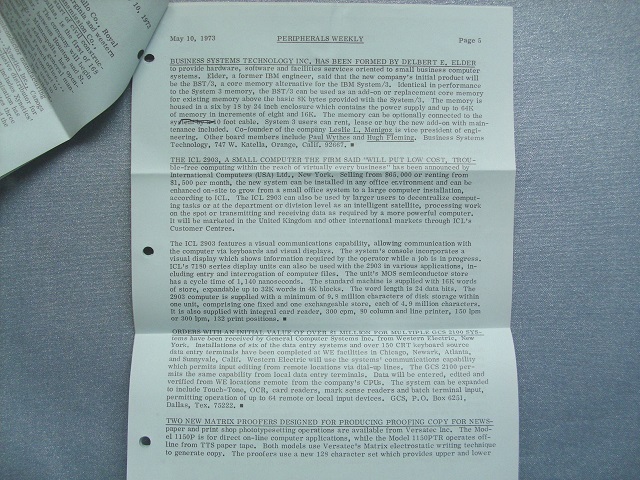 10, 1973
May 10, 1973 PERIPHERALS WEEKLY Page 5
BUSINESS SYSTEMS TECHNOLOGY INC. HAS BEEN FORMED BY DELBERT E. ELDER
to provide hardware, software and facilities services oriented to small business computer
systems. Elder, a former IBM engineer, said that the new company's initial product will
be the BST/3, a core memory alternative for the IBM System/3. Identical in performance
to the System 3 memory, the BST/3 can be used as an add-on or replacement core memory
for existing memory above the basic 8K bytes provided with the System/3. The memory is
housed in a six by 18 by 24 inch enclosure which contains the power supply and up to 64K
of memory in increments of eight and 16K. The memory can be optionally connected to the
system by a 10 foot cable. System 3 users can rent, lease or buy the new add-on with main-
tenance included. Co-founder of the company Leslie L. Menigoz is vice president of engi-
neering. Other board members include Paul Wythes and Hugh Fleming. Business Systems
Technology, 747 W. Katella, Orange, Calif. 92667. ■
THE ICL 2903, A SMALL COMPUTER THE FIRM SAID "WILL PUT LOW COST, TROU-
ble-free computing within the reach of virtually every business" has been announced by
International Computers (USA) Ltd., New York. Selling from $65,000 or renting from
$1,500 per month, the new system can be installed in any office environment and can be
enhanced on-site to grow from a small office system to a large computer installation,
according to ICL. The ICL 2903 can also be used by larger users to decentralize comput-
ing tasks or at the department or division level as an intelligent satellite, processing work
on the spot or transmitting and receiving data as required by a more powerful computer.
It will be marketed in the United Kingdom and other international markets through ICL's
Customer Centres.
The ICL 2903 features a visual communications capability, allowing communication with
the computer via keyboards and visual displays. The system's console incorporates a
visual display which allows information required by the operator while a job is in progress.
ICL's 7180 series display units can also be used with the 2903 in various applications, in-
cluding entry and interrogation of computer files. The unit's MOS semiconductor store
has a cycle time of 1,140 nanoseconds. The standard machine is supplied with 16K words
of store, expandable up to 32K words in 4K blocks. The word length is 24 data bits. The
2903 computer is supplied with a minimum of 9.8 million characters of disk storage within
one unit, comprising one fixed and one exchangeable store, each of 4.9 million characters.
It is also supplied with integral card reader, 300 cpm, 80 column and line printer, 150 lpm
or 300 lpm, 132 print positions. ■
ORDERS WITH AN INITIAL VALUE OF OVER $1 MILLION FOR MULTIPLE GCS 2100 SYS-
tems have been received by General Computer Systems Inc. from Western Electric, New
York. Installations of six of the data entry systems and over 150 CRT keyboard source
data entry terminals have been completed at WE facilities in Chicago, Newark, Atlanta,
and Sunnyvale, Calif. Western Electric will use the systems' communications capability
which permits input editing from remote locations via dial-up lines. The GCS 2100 per-
mits the same capability from local data entry terminals. Data will be entered, edited and
verified from WE locations remote from the company's CPUs. The system can be expanded
to include Touch-Tone, OCR, card readers, mark sense readers and batch terminal input,
permitting operation of up to 64 remote or local input devices. GCS, P.O. Box 6251,
Dallas, Tex. 75222. ■
TWO NEW MATRIX PROOFERS DESIGNED FOR PRODUCING PROOFING COPY FOR NEWS-
paper and print shop phototypesetting operations are available from Versatec Inc. The Mod-
el 1150P is for direct on-line computer applications, while the Model 1150PTR operates off-
line from TTS paper tape. Both models use Versatec's Matrix electrostatic writing technique
to generate copy. The proofers use a new 128 character set which provides upper and lower